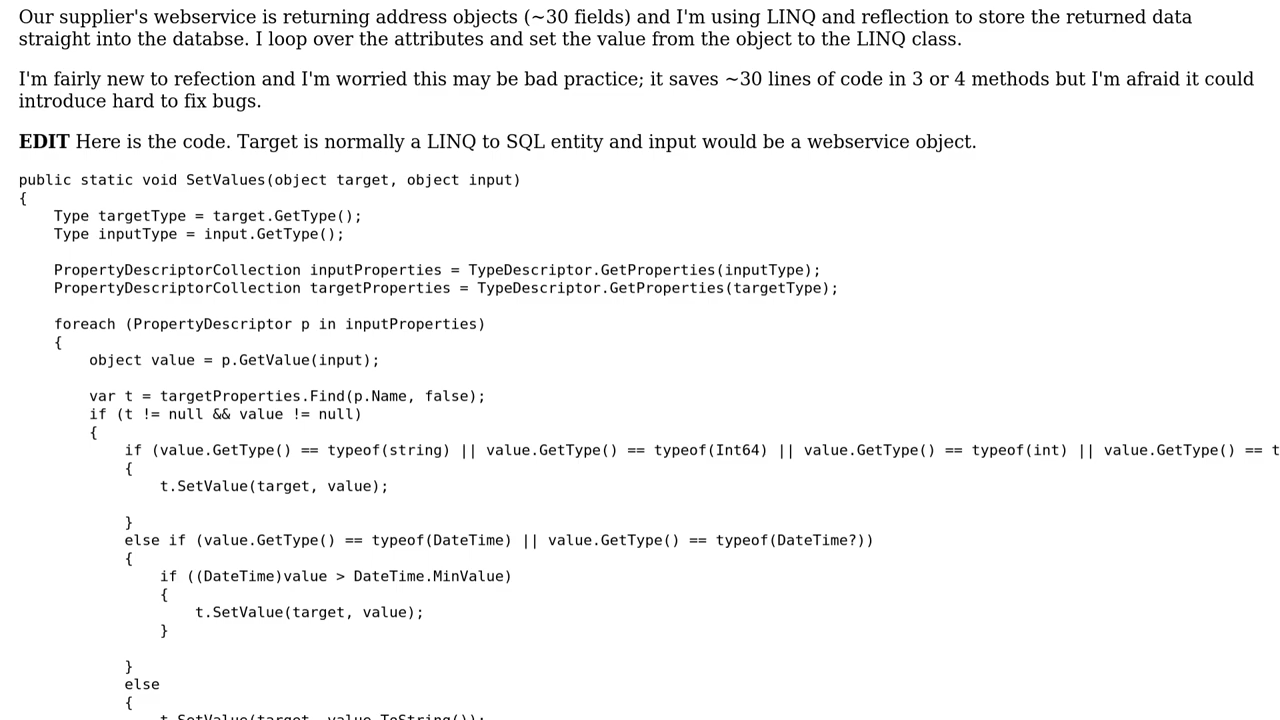 Our supplier's webservice is returning address objects (~30 fields) and I'm using LINQ and reflection to store the returned data
straight into the databse. I loop over the attributes and set the value from the object to the LINQ class.
I'm fairly new to refection and I'm worried this may be bad practice; it saves ~30 lines of code in 3 or 4 methods but I'm afraid it could
introduce hard to fix bugs.
EDIT Here is the code. Target is normally a LINQ to SQL entity and input would be a webservice object.
public static void SetValues(object target, object input)
{
    Type targetType = target.GetType();
    Type inputType = input.GetType();
    PropertyDescriptorCollection inputProperties = TypeDescriptor.GetProperties(inputType);
    PropertyDescriptorCollection targetProperties = TypeDescriptor.GetProperties(targetType);
    foreach (PropertyDescriptor p in inputProperties)
    {
        object value = p.GetValue(input);
        var t = targetProperties.Find(p.Name, false);
        if (t != null && value != null)
        {
            if (value.GetType() == typeof(string) || value.GetType() == typeof(Int64) || value.GetType() == typeof(int) || value.GetType() == t
            {
                t.SetValue(target, value);
            }
            else if (value.GetType() == typeof(DateTime) || value.GetType() == typeof(DateTime?))
            {
                if ((DateTime)value > DateTime.MinValue)
                {
                    t.SetValue(target, value);
                }
            }
            else
            {
                t.SetValue(target, value.ToString());